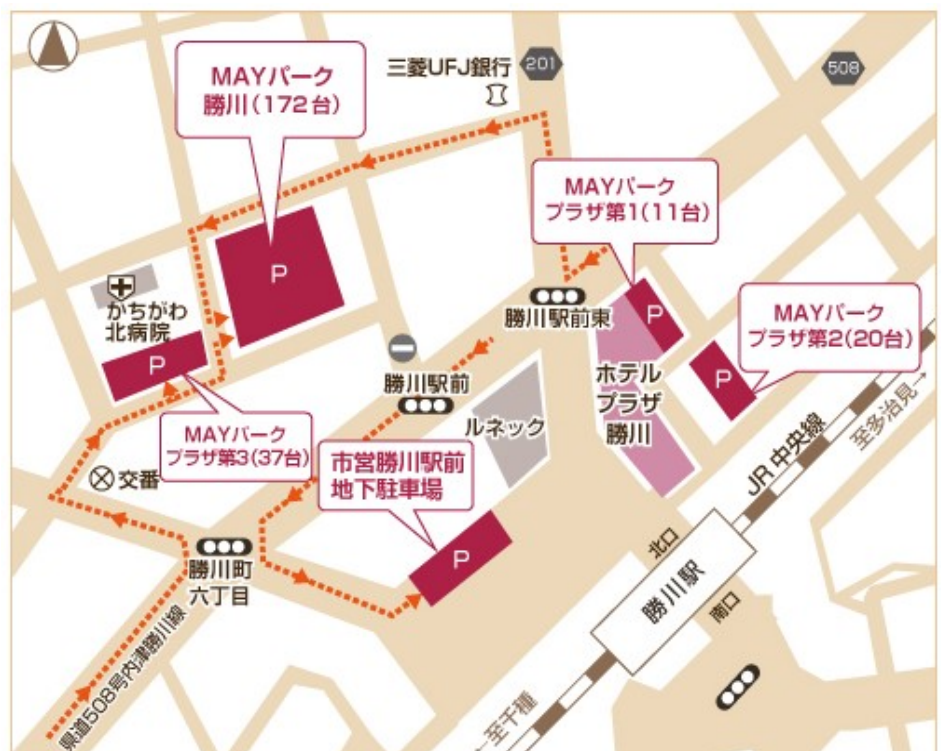 MAYパーク
勝川(172台)
三菱UFJ銀行
201
508
MAYパーク
プラザ第1(11台)
P
かちがわ
北病院
P
勝川駅前東
P
MAYパーク
プラザ第2(20台)
P
勝川駅前
ルネック
ホテル
プラザ
勝川
MAYパーク
プラザ第3(37台)
市営勝川駅前
地下駐車場
交番
P
JR中央線
至多治見→
勝川町
六丁目
北口
勝川駅
南口
県道508号内津勝川線
至千種